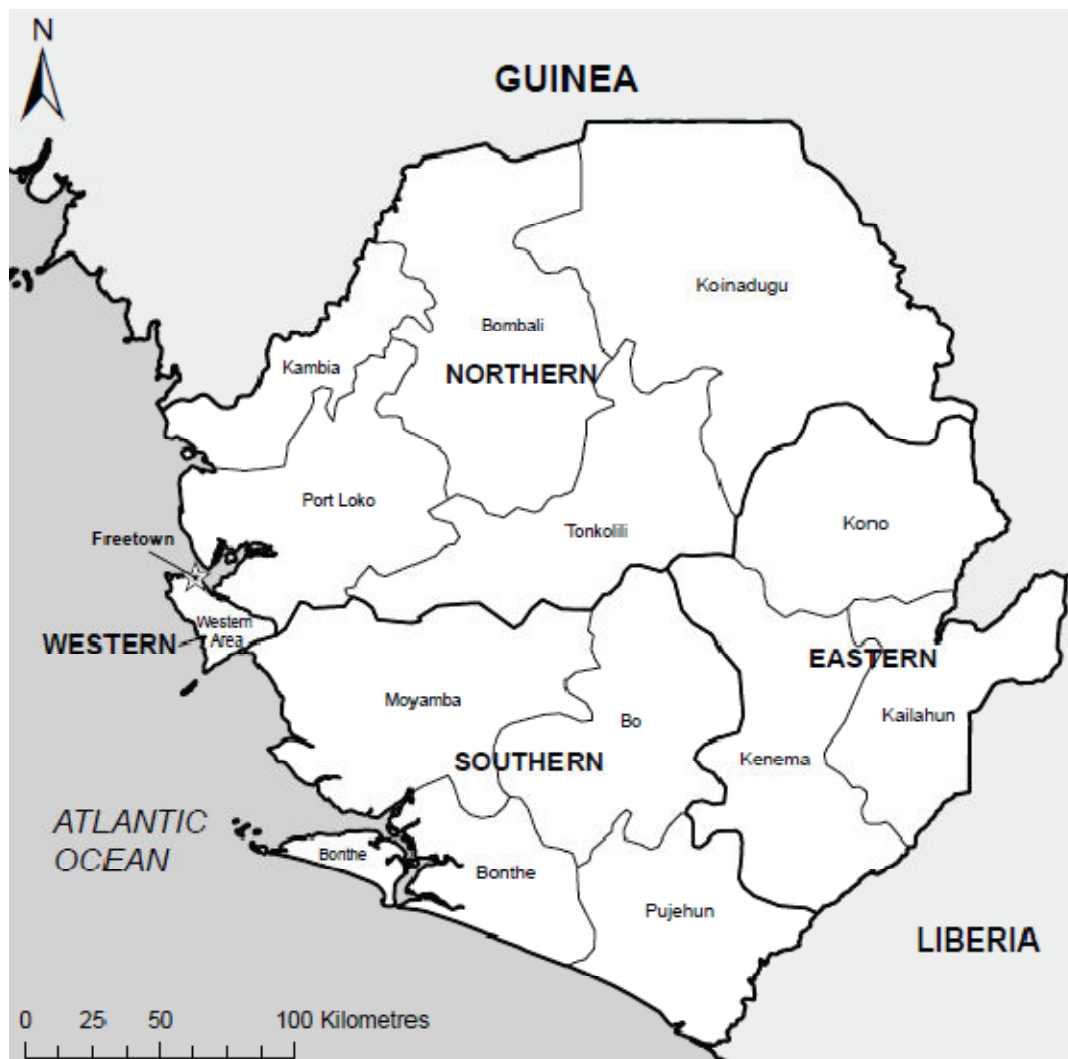 N
GUINEA
Koinadugu
Bombali
Kambia
NORTHERN
Port Loko
Kono
Tonkolili
Freetown
Western
Area
WESTERN
EASTERN
Moyamba
Bo
Kailahun
SOUTHERN
Kenema
ATLANTIC
OCEAN
Bonthe
Bonthe
Pujehun
LIBERIA
0 25 50 100 Kilometres